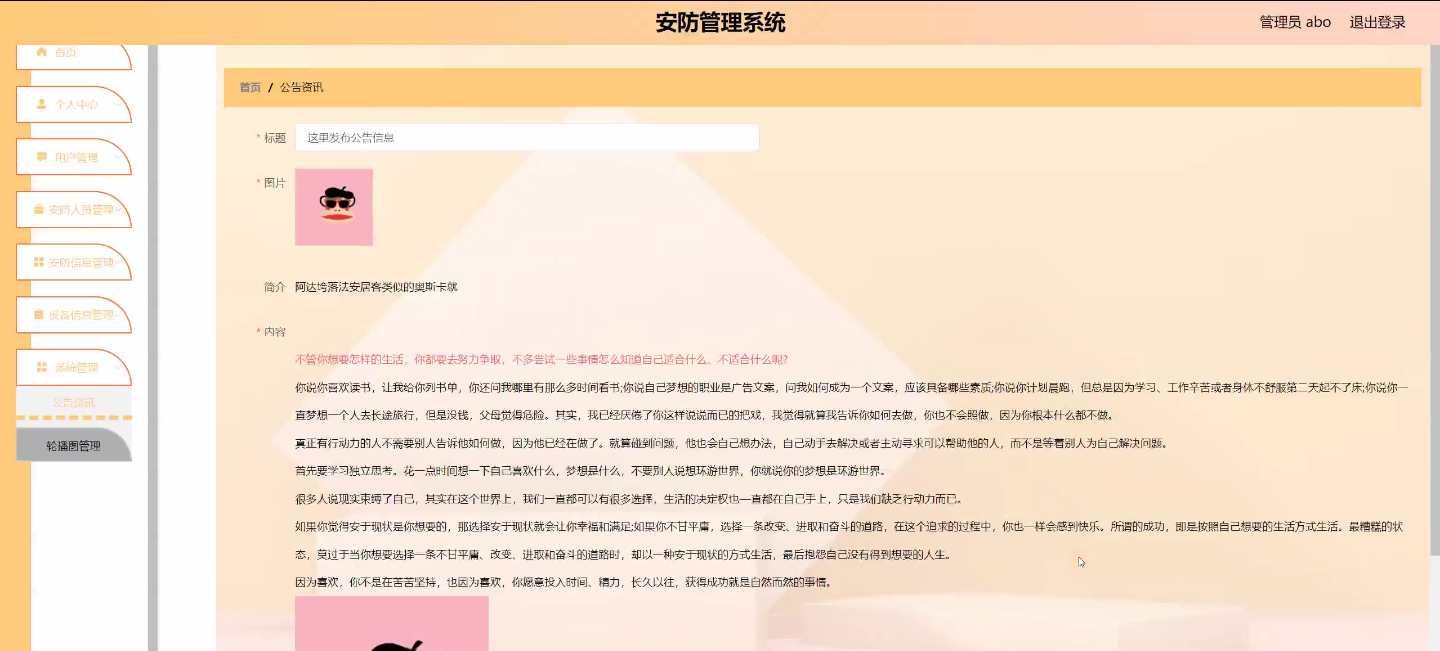 安防管理系统
管理员 abo
退出登录
首页
个人中心
用户管理
安防人员管理
安防信息管理
设备信息管理
系统管理
公告资讯
轮播图管理
首页 / 公告资讯
* 标题
这里发布公告信息
* 图片
简介
阿达垮落法安居客类似的奥斯卡就
* 内容
不管你想要怎样的生活，你都要去努力争取，不多尝试一些事情怎么知道自己适合什么、不适合什么呢?
你说你喜欢读书，让我给你列书单，你还问我哪里有那么多时间看书;你说自己梦想的职业是广告文案，问我如何成为一个文案，应该具备哪些素质;你说你计划晨跑，但总是因为学习、工作辛苦或者身体不舒服第二天起不了床;你说你一
直梦想一个人去长途旅行，但是没钱，父母觉得危险。其实，我已经厌倦了你这样说说而已的把戏，我觉得就算我告诉你如何去做，你也不会照做，因为你根本什么都不做。
真正有行动力的人不需要别人告诉他如何做，因为他已经在做了。就算碰到问题，他也会自己想办法，自己动手去解决或者主动寻求可以帮助他的人，而不是等着别人为自己解决问题。
首先要学习独立思考。花一点时间想一下自己喜欢什么，梦想是什么，不要别人说想环游世界，你就说你的梦想是环游世界。
很多人说现实束缚了自己，其实在这个世界上，我们一直都可以有很多选择，生活的决定权也一直都在自己手上，只是我们缺乏行动力而已。
如果你觉得安于现状是你想要的，那选择安于现状就会让你幸福和满足;如果你不甘平庸，选择一条改变、进取和奋斗的道路，在这个追求的过程中，你也一样会感到快乐。所谓的成功，即是按照自己想要的生活方式生活。最糟糕的状
态，莫过于当你想要选择一条不甘平庸、改变、进取和奋斗的道路时，却以一种安于现状的方式生活，最后抱怨自己没有得到想要的人生。
因为喜欢，你不是在苦苦坚持，也因为喜欢，你愿意投入时间、精力，长久以往，获得成功就是自然而然的事情。